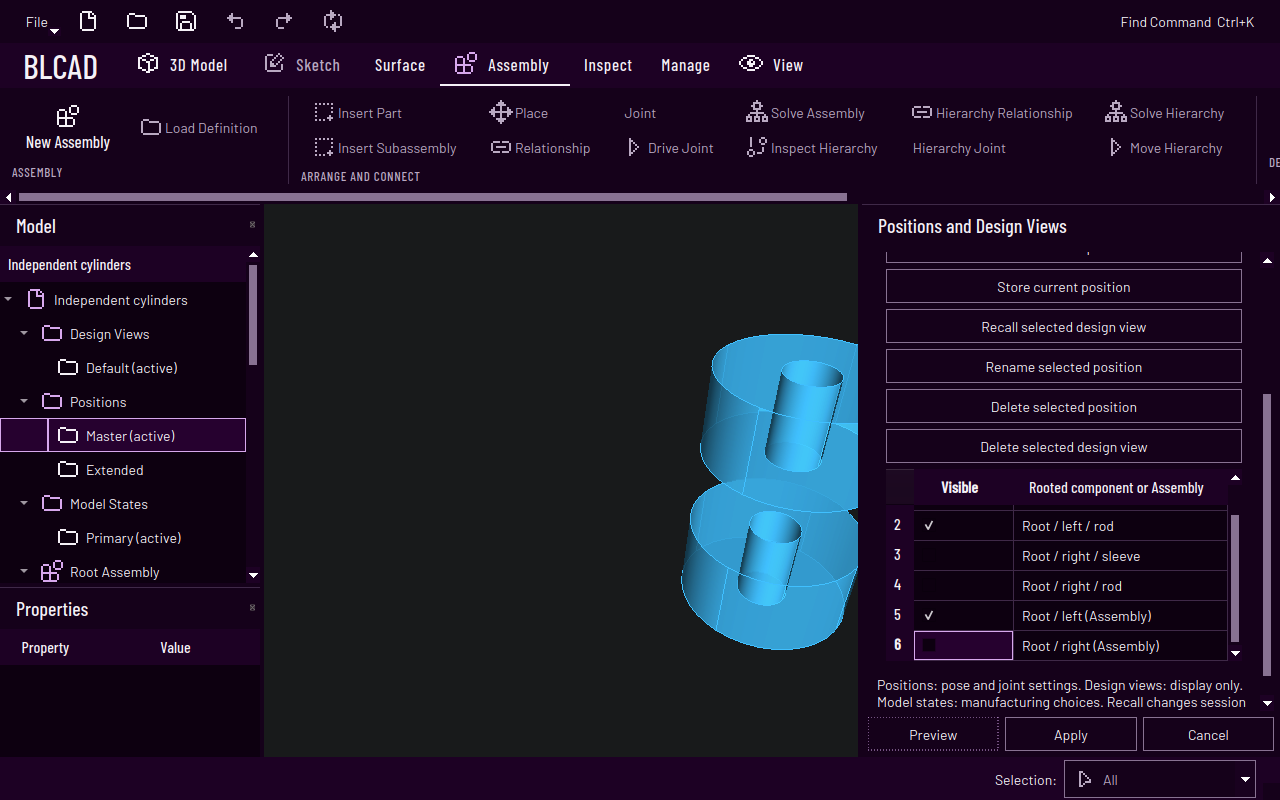 File
Find Command Ctrl+K
BLCAD
3D Model
Sketch
Surface
Assembly
Inspect
Manage
View
New Assembly
Load Definition
ASSEMBLY
Insert Part
Place
Joint
Solve Assembly
Hierarchy Relationship
Solve Hierarchy
Insert Subassembly
Relationship
Drive Joint
Inspect Hierarchy
Hierarchy Joint
Move Hierarchy
ARRANGE AND CONNECT
DE
Model
Independent cylinders
Independent cylinders
Design Views
Default (active)
Positions
Master (active)
Extended
Model States
Primary (active)
Root Assembly
Properties
Property Value
Positions and Design Views
Store current position
Recall selected design view
Rename selected position
Delete selected position
Delete selected design view
Visible Rooted component or Assembly
2 ✓ Root / left / rod
3 Root / right / sleeve
4 Root / right / rod
5 ✓ Root / left (Assembly)
6 Root / right (Assembly)
Positions: pose and joint settings. Design views: display only.
Model states: manufacturing choices. Recall changes session
Preview
Apply
Cancel
Selection: All